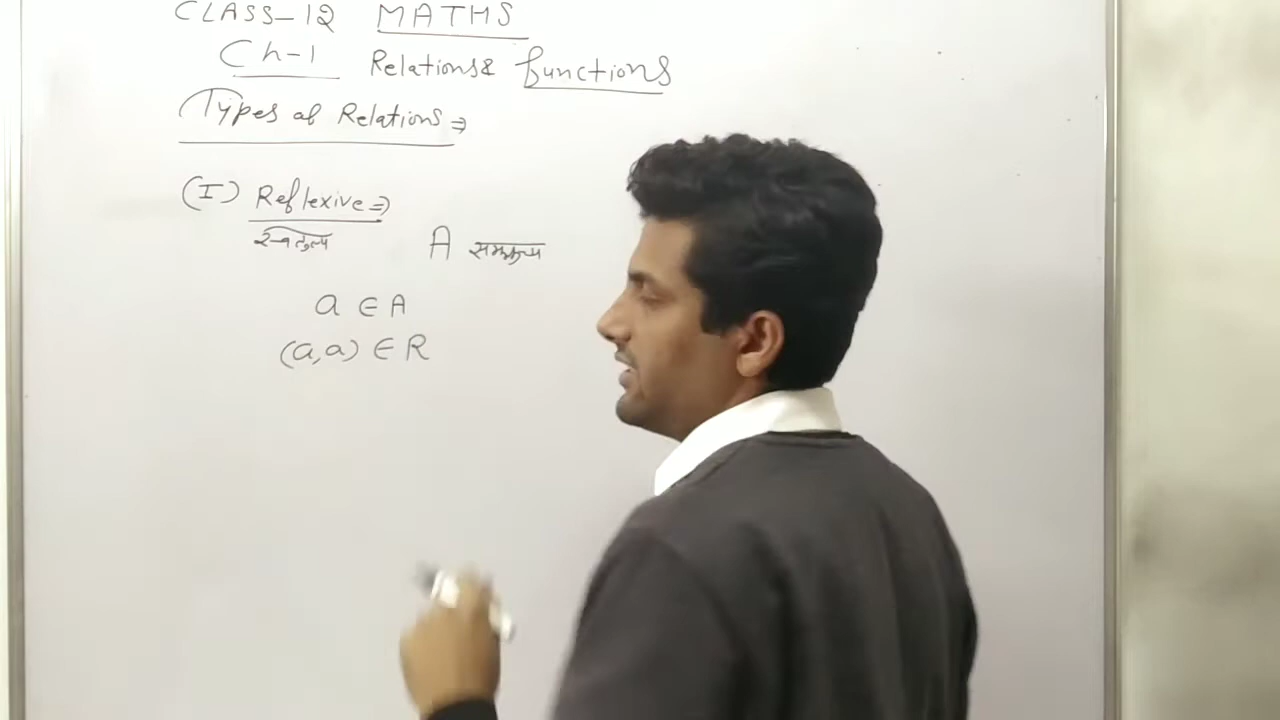 CLASS-12 MATHS
Ch-1 Relations & functions
Types of Relations ⇒
(I) Reflexive ⇒
स्वतुल्य A समुच्चय
a ∈ A
(a,a) ∈ R